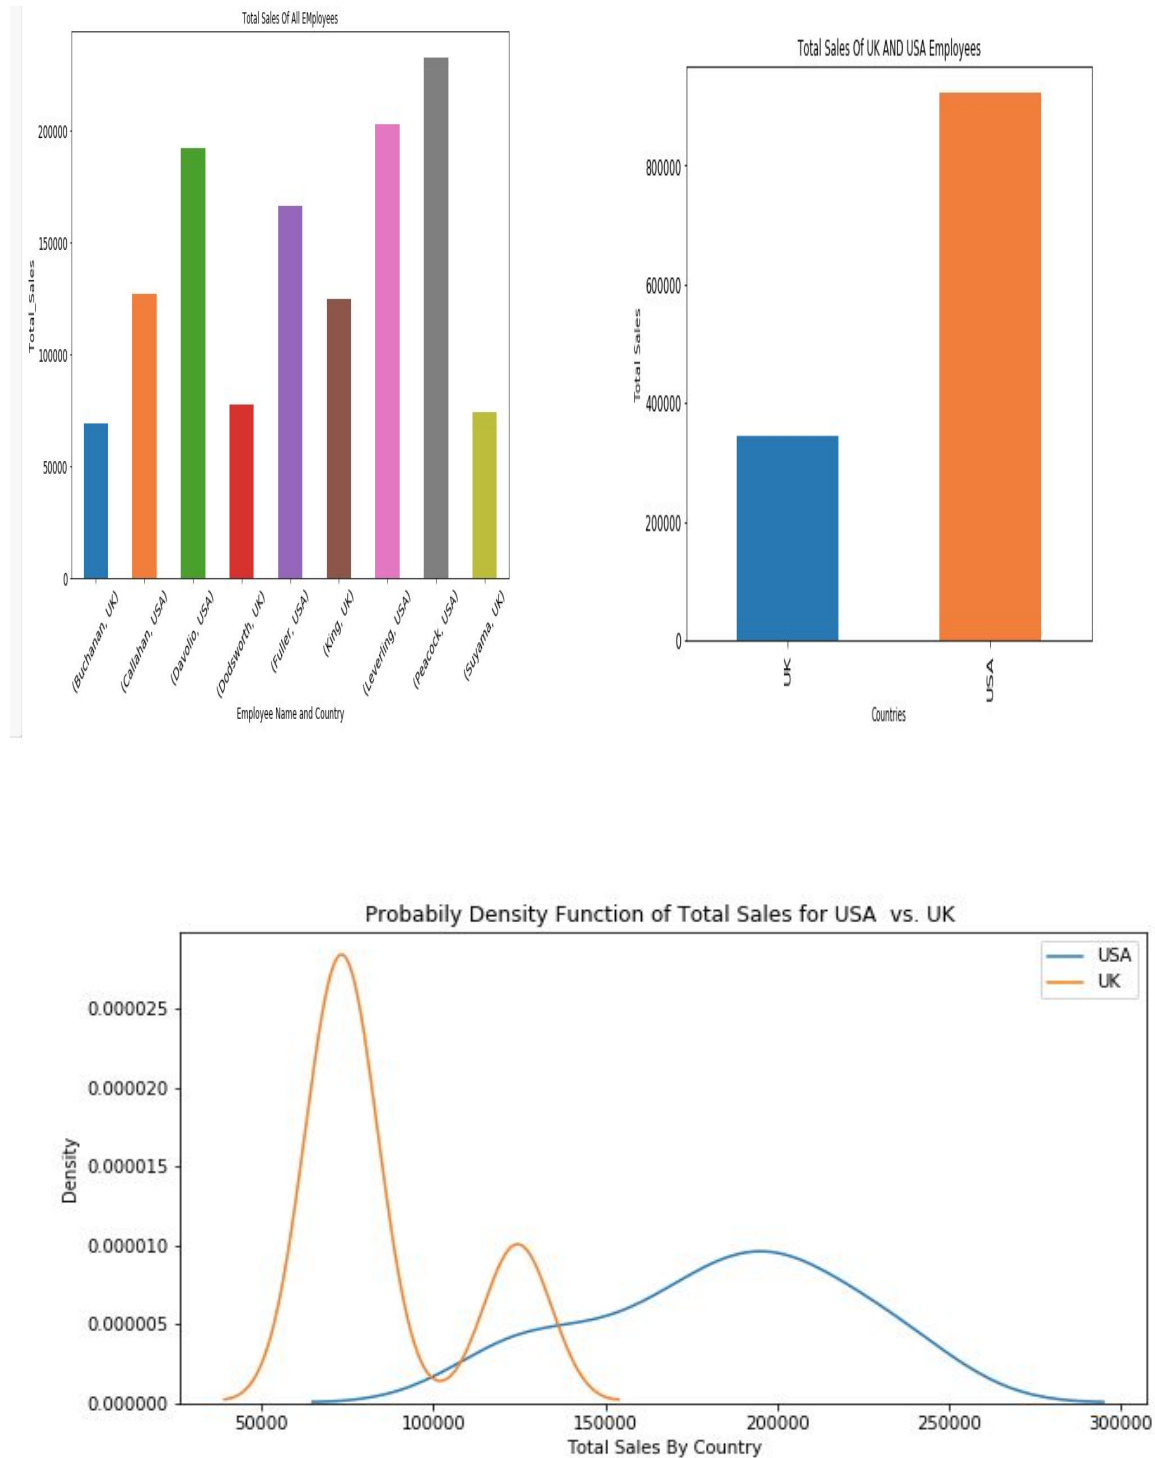 Total Sales Of All EMployees
Total_Sales
200000
150000
100000
50000
0
(Buchanan, UK)
(Callahan, USA)
(Davolio, USA)
(Dodsworth, UK)
(Fuller, USA)
(King, UK)
(Leverling, USA)
(Peacock, USA)
(Suyama, UK)
Employee Name and Country
Total Sales Of UK AND USA Employees
Total Sales
800000
600000
400000
200000
0
UK
USA
Countries
Probabily Density Function of Total Sales for USA vs. UK
USA
UK
Density
0.000025
0.000020
0.000015
0.000010
0.000005
0.000000
50000
100000
150000
200000
250000
300000
Total Sales By Country